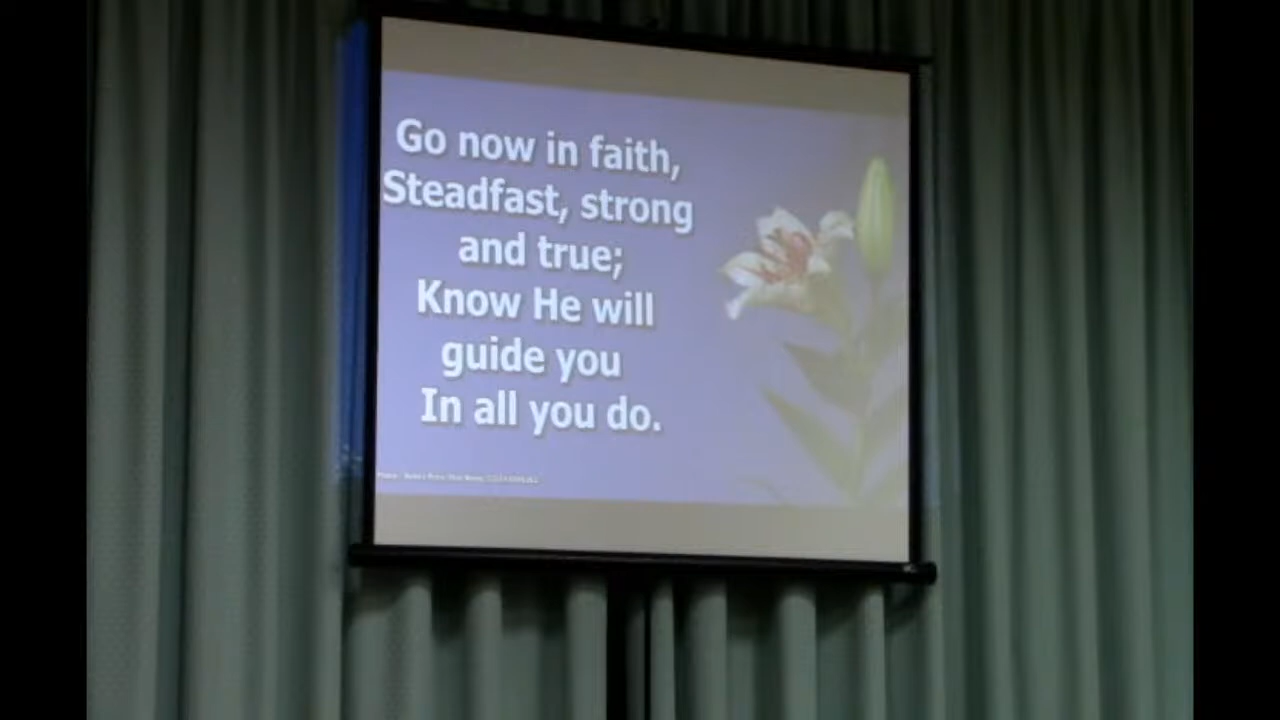 Go now in faith,
Steadfast, strong
and true;
Know He will
guide you
In all you do.